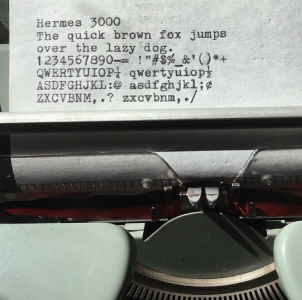 Hermes 3000
The quick brown fox jumps
over the lazy dog.
1234567890-= !"#$%_&'()*+
QWERTYUIOP¼ qwertyuiop½
ASDFGHJKL:@ asdfghjkl;¢
ZXCVBNM,.? zxcvbnm,./